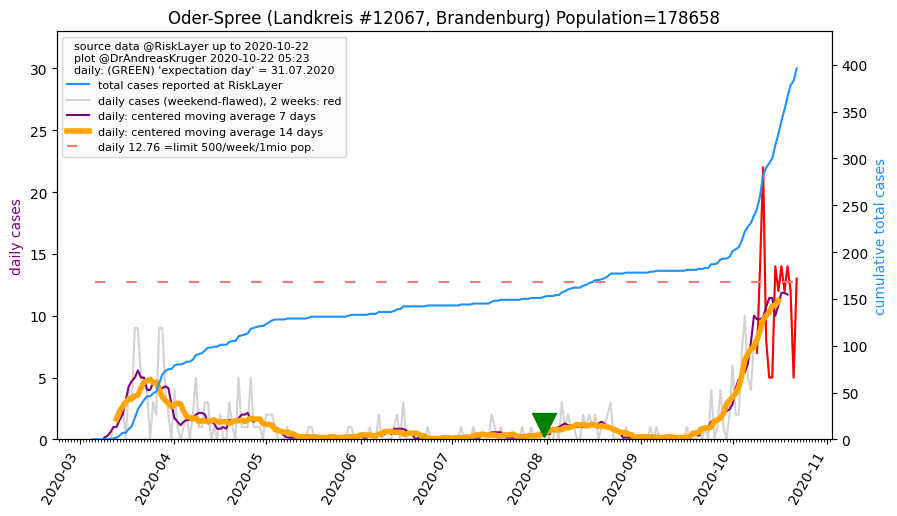 Oder-Spree (Landkreis #12067, Brandenburg) Population=178658
source data @RiskLayer up to 2020-10-22
plot @DrAndreasKruger 2020-10-22 05:23
daily: (GREEN) 'expectation day' = 31.07.2020
total cases reported at RiskLayer
daily cases (weekend-flawed), 2 weeks: red
daily: centered moving average 7 days
daily: centered moving average 14 days
daily 12.76 =limit 500/week/1mio pop.
daily cases
30
25
20
15
10
5
0
cumulative total cases
400
350
300
250
200
150
100
50
0
2020-03
2020-04
2020-05
2020-06
2020-07
2020-08
2020-09
2020-10
2020-11